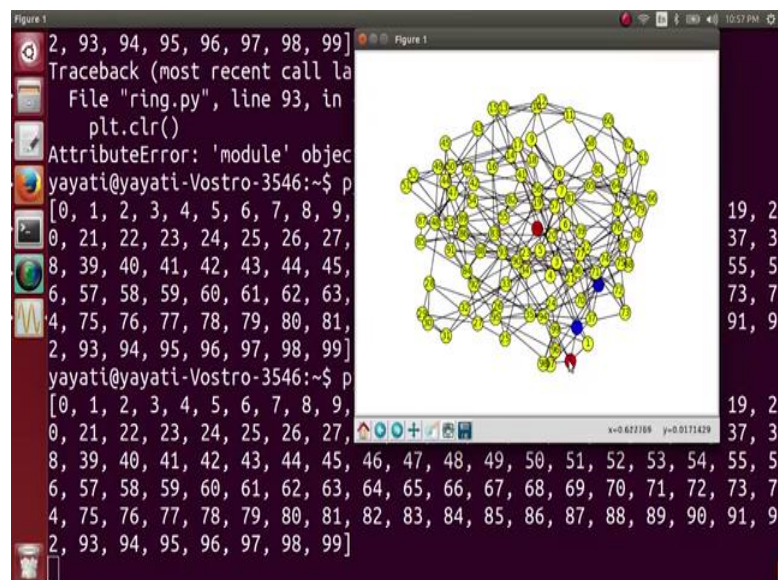 Figure 1
10:57 PM
2, 93, 94, 95, 96, 97, 98, 99]
Traceback (most recent call la
File "ring.py", line 93, in
plt.clr()
AttributeError: 'module' objec
yayati@yayati-Vostro-3546:~$ p
[0, 1, 2, 3, 4, 5, 6, 7, 8, 9, 19, 2
0, 21, 22, 23, 24, 25, 26, 27, 37, 3
8, 39, 40, 41, 42, 43, 44, 45, 55, 5
6, 57, 58, 59, 60, 61, 62, 63, 73, 7
4, 75, 76, 77, 78, 79, 80, 81, 91, 9
2, 93, 94, 95, 96, 97, 98, 99]
yayati@yayati-Vostro-3546:~$ p
[0, 1, 2, 3, 4, 5, 6, 7, 8, 9, 19, 2
0, 21, 22, 23, 24, 25, 26, 27, 37, 3
8, 39, 40, 41, 42, 43, 44, 45, 46, 47, 48, 49, 50, 51, 52, 53, 54, 55, 5
6, 57, 58, 59, 60, 61, 62, 63, 64, 65, 66, 67, 68, 69, 70, 71, 72, 73, 7
4, 75, 76, 77, 78, 79, 80, 81, 82, 83, 84, 85, 86, 87, 88, 89, 90, 91, 9
2, 93, 94, 95, 96, 97, 98, 99]
Figure 1
x=0.622789 y=0.0171429